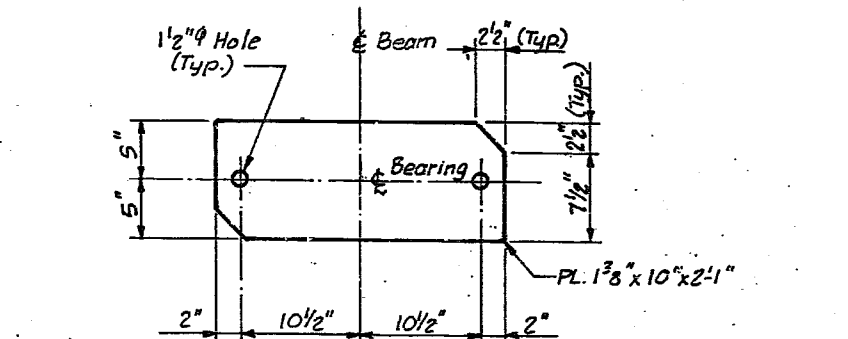 1½"φ Hole
(Typ.)
℄ Beam
2½" (Typ)
2½" (Typ.)
5"
5"
℄ Bearing
7½"
PL. 1⅜" x 10" x 2'-1"
2"
10½"
10½"
2"